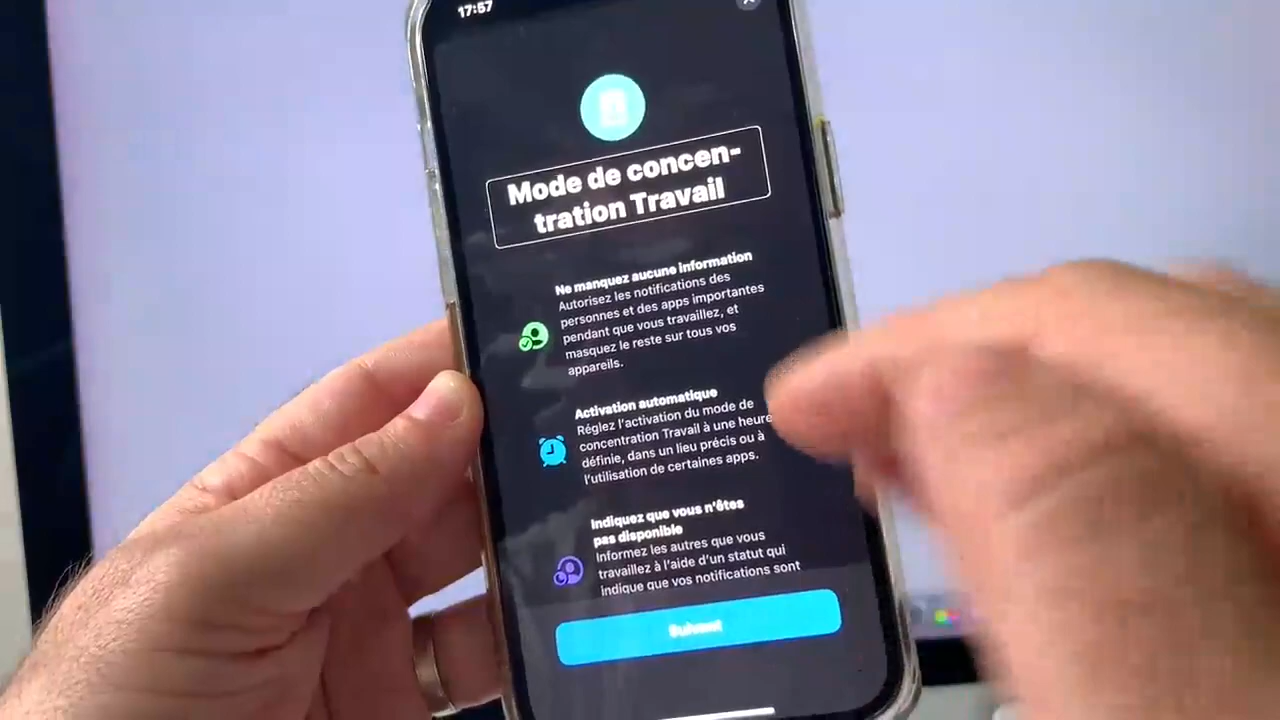 17:57
Mode de concen-
tration Travail
Ne manquez aucune information
Autorisez les notifications des
personnes et des apps importantes
pendant que vous travaillez, et
masquez le reste sur tous vos
appareils.
Activation automatique
Réglez l'activation du mode de
concentration Travail à une heure
définie, dans un lieu précis ou à
l'utilisation de certaines apps.
Indiquez que vous n'êtes
pas disponible
Informez les autres que vous
travaillez à l'aide d'un statut qui
indique que vos notifications sont
Suivant